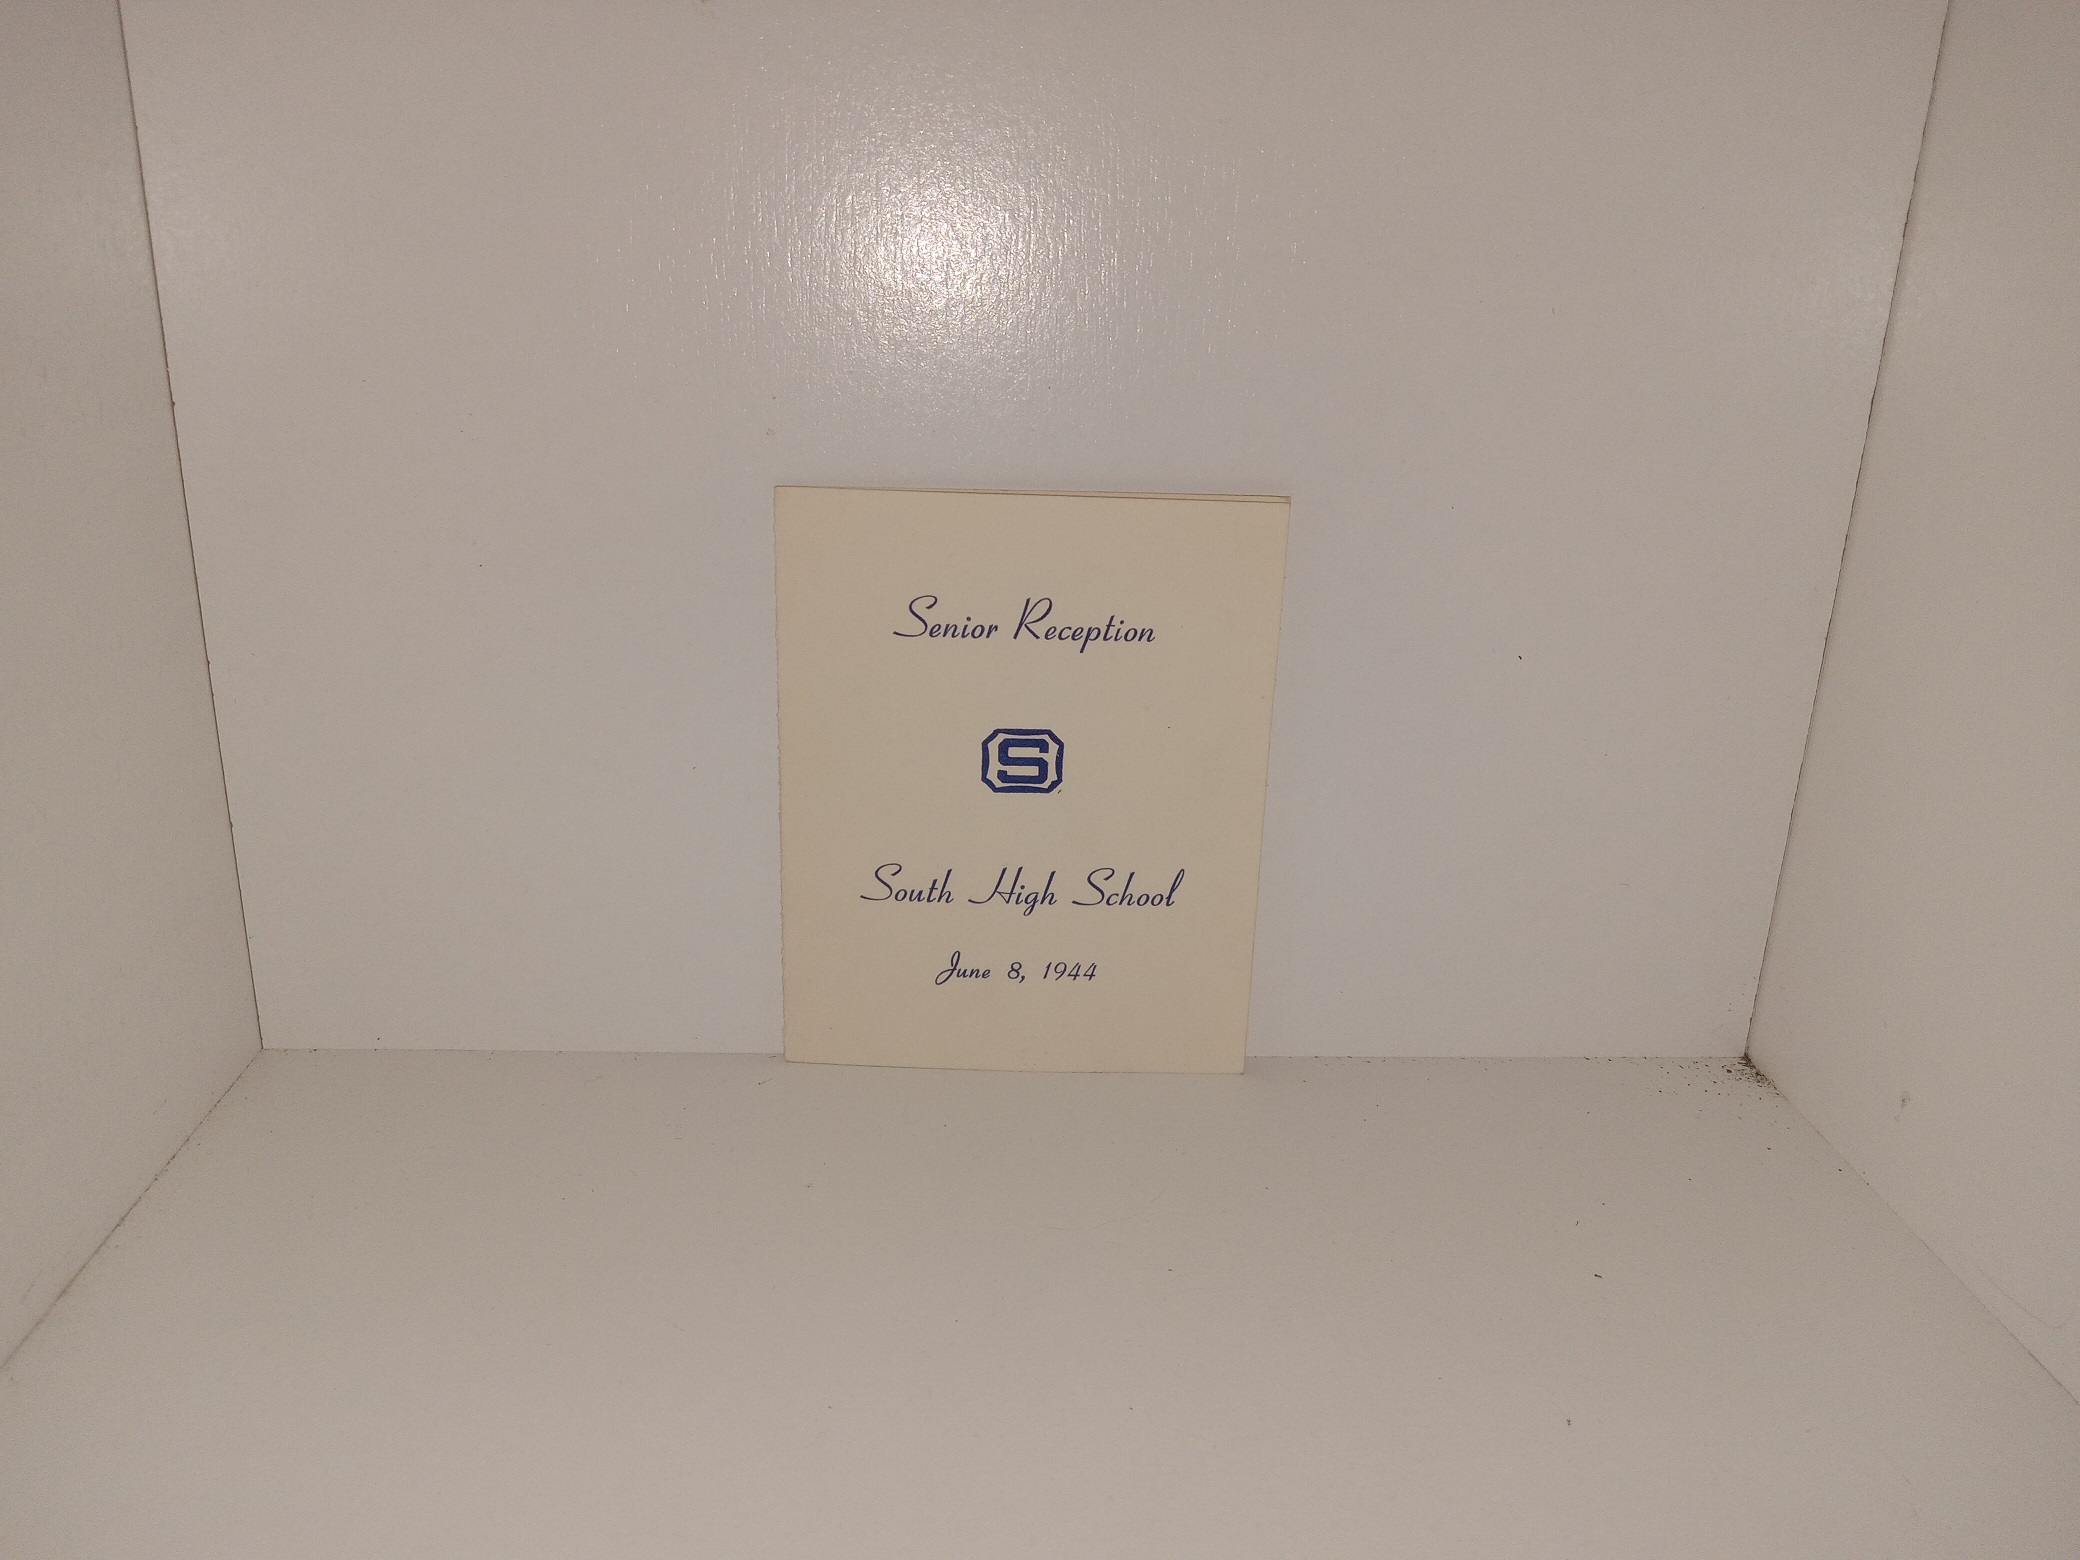 Senior Reception
S
South High School
June 8, 1944